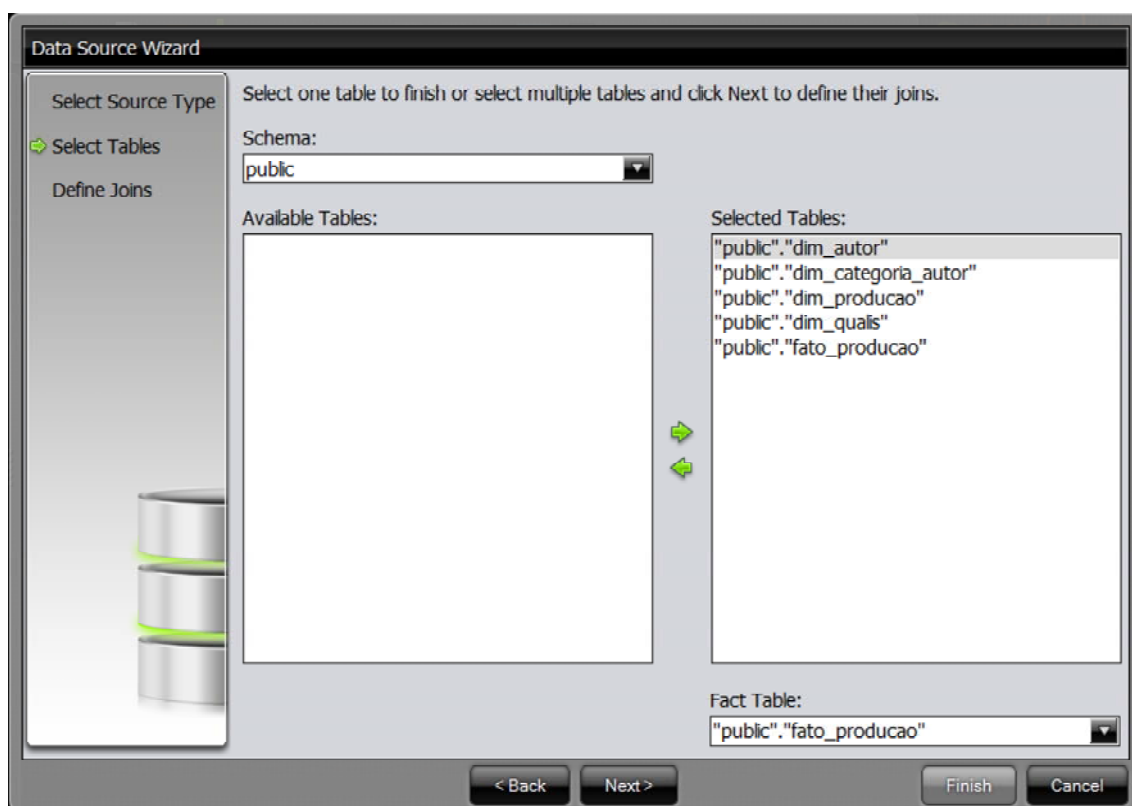 Data Source Wizard
Select Source Type
Select Tables
Define Joins
Select one table to finish or select multiple tables and click Next to define their joins.
Schema:
public
Available Tables:
Selected Tables:
"public"."dim_autor"
"public"."dim_categoria_autor"
"public"."dim_producao"
"public"."dim_qualis"
"public"."fato_producao"
Fact Table:
"public"."fato_producao"
< Back
Next >
Finish
Cancel